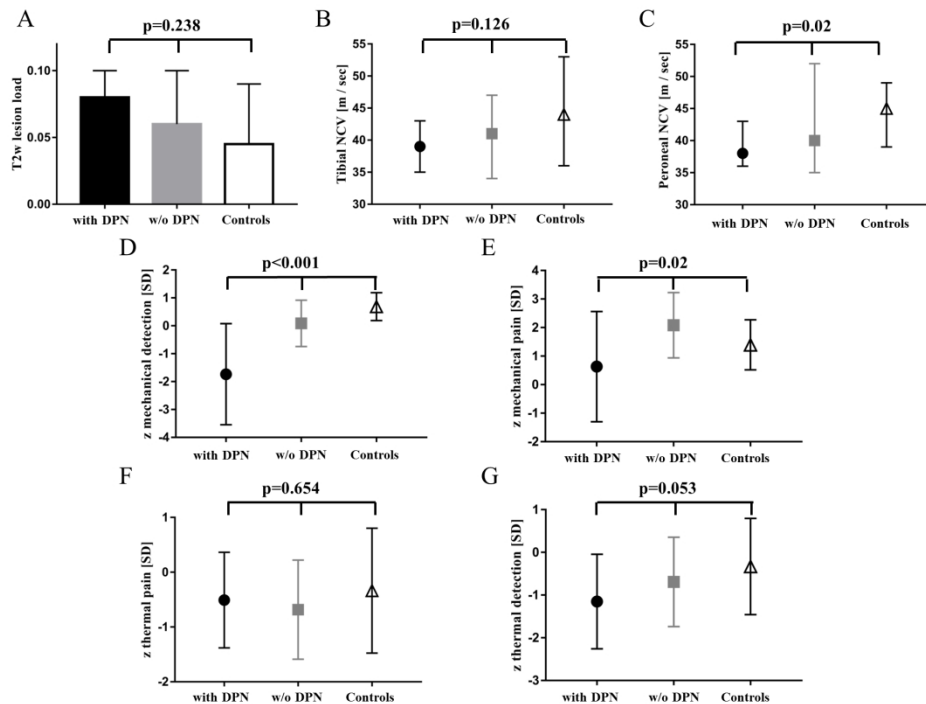 A
p=0.238
T2w lesion load
0.10
0.05
0.00
with DPN
w/o DPN
Controls
B
p=0.126
Tibial NCV [m / sec]
55
50
45
40
35
30
with DPN
w/o DPN
Controls
C
p=0.02
Peroneal NCV [m / sec]
55
50
45
40
35
30
with DPN
w/o DPN
Controls
D
p<0.001
z mechanical detection [SD]
2
1
0
-1
-2
-3
-4
with DPN
w/o DPN
Controls
E
p=0.02
z mechanical pain [SD]
4
3
2
1
0
-1
-2
with DPN
w/o DPN
Controls
F
p=0.654
z thermal pain [SD]
1
0
-1
-2
with DPN
w/o DPN
Controls
G
p=0.053
z thermal detection [SD]
1
0
-1
-2
-3
with DPN
w/o DPN
Controls